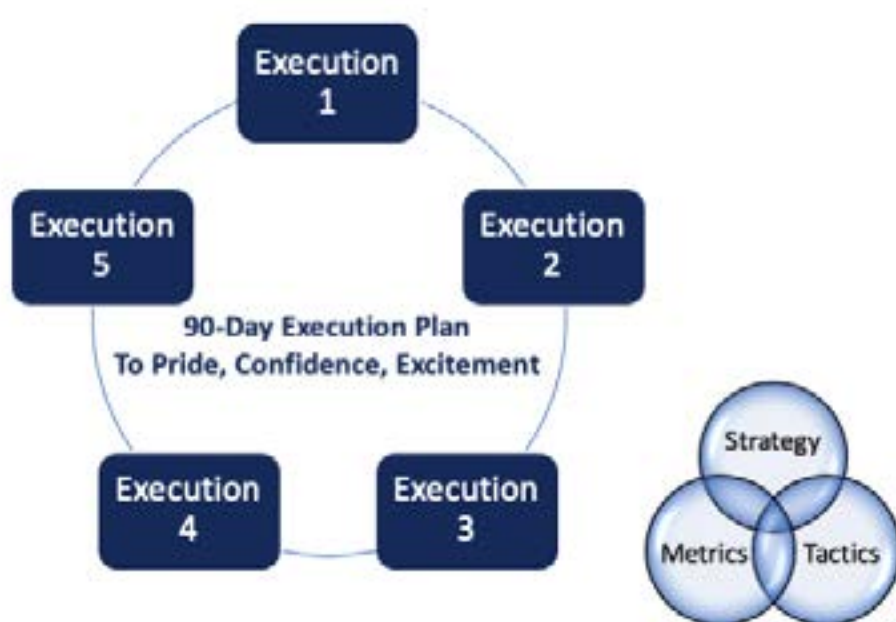 Execution
1
Execution
5
Execution
2
90-Day Execution Plan
To Pride, Confidence, Excitement
Execution
4
Execution
3
Strategy
Metrics
Tactics